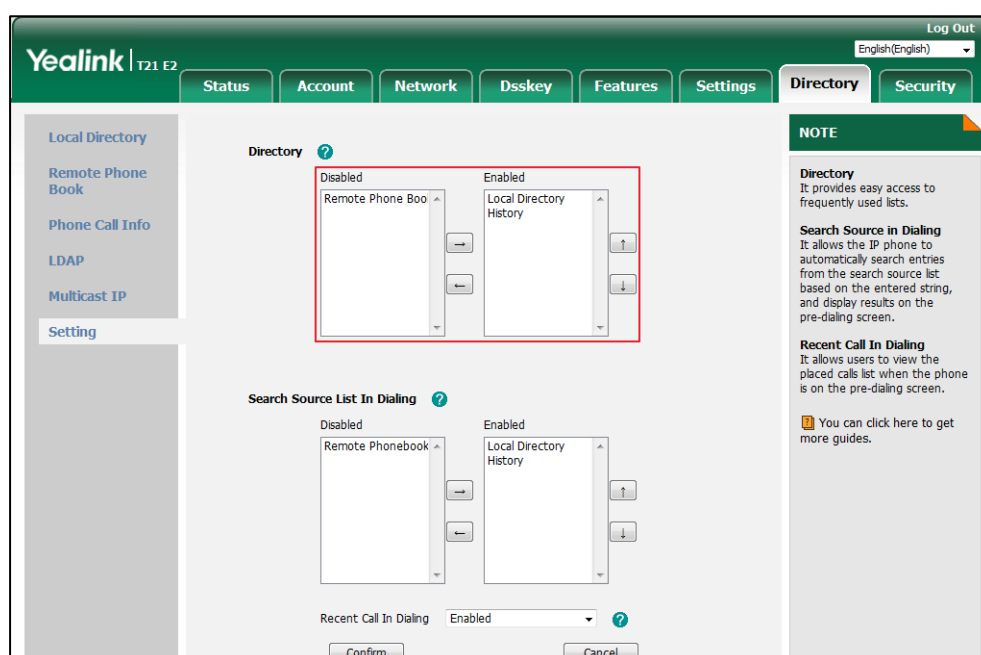 Log Out
English(English)
Yealink T21 E2
Status Account Network Dsskey Features Settings Directory Security
Local Directory
Remote Phone
Book
Phone Call Info
LDAP
Multicast IP
Setting
Directory ?
Disabled Enabled
Remote Phone Boo Local Directory
History
→ ↑
← ↓
Search Source List In Dialing ?
Disabled Enabled
Remote Phonebook Local Directory
History
→ ↑
← ↓
Recent Call In Dialing Enabled ?
Confirm Cancel
NOTE
Directory
It provides easy access to
frequently used lists.
Search Source in Dialing
It allows the IP phone to
automatically search entries
from the search source list
based on the entered string,
and display results on the
pre-dialing screen.
Recent Call In Dialing
It allows users to view the
placed calls list when the phone
is on the pre-dialing screen.
? You can click here to get
more guides.